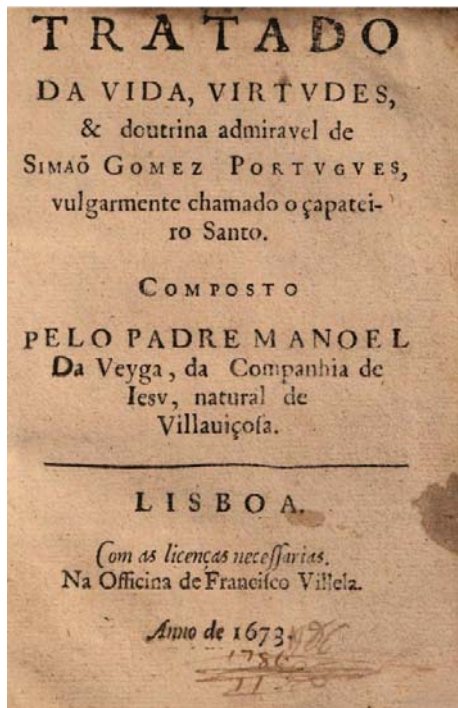 TRATADO
DA VIDA, VIRTVDES,
& doutrina admiravel de
SIMAÕ GOMEZ PORTVGVES,
vulgarmente chamado o çapatei-
ro Santo.
COMPOSTO
PELO PADRE MANOEL
Da Veyga, da Companhia de
Iesv, natural de
Villauiçoſa.
LISBOA.
Com as licenças neceſſarias.
Na Officina de Franciſco Villela.
Anno de 1673.
1786